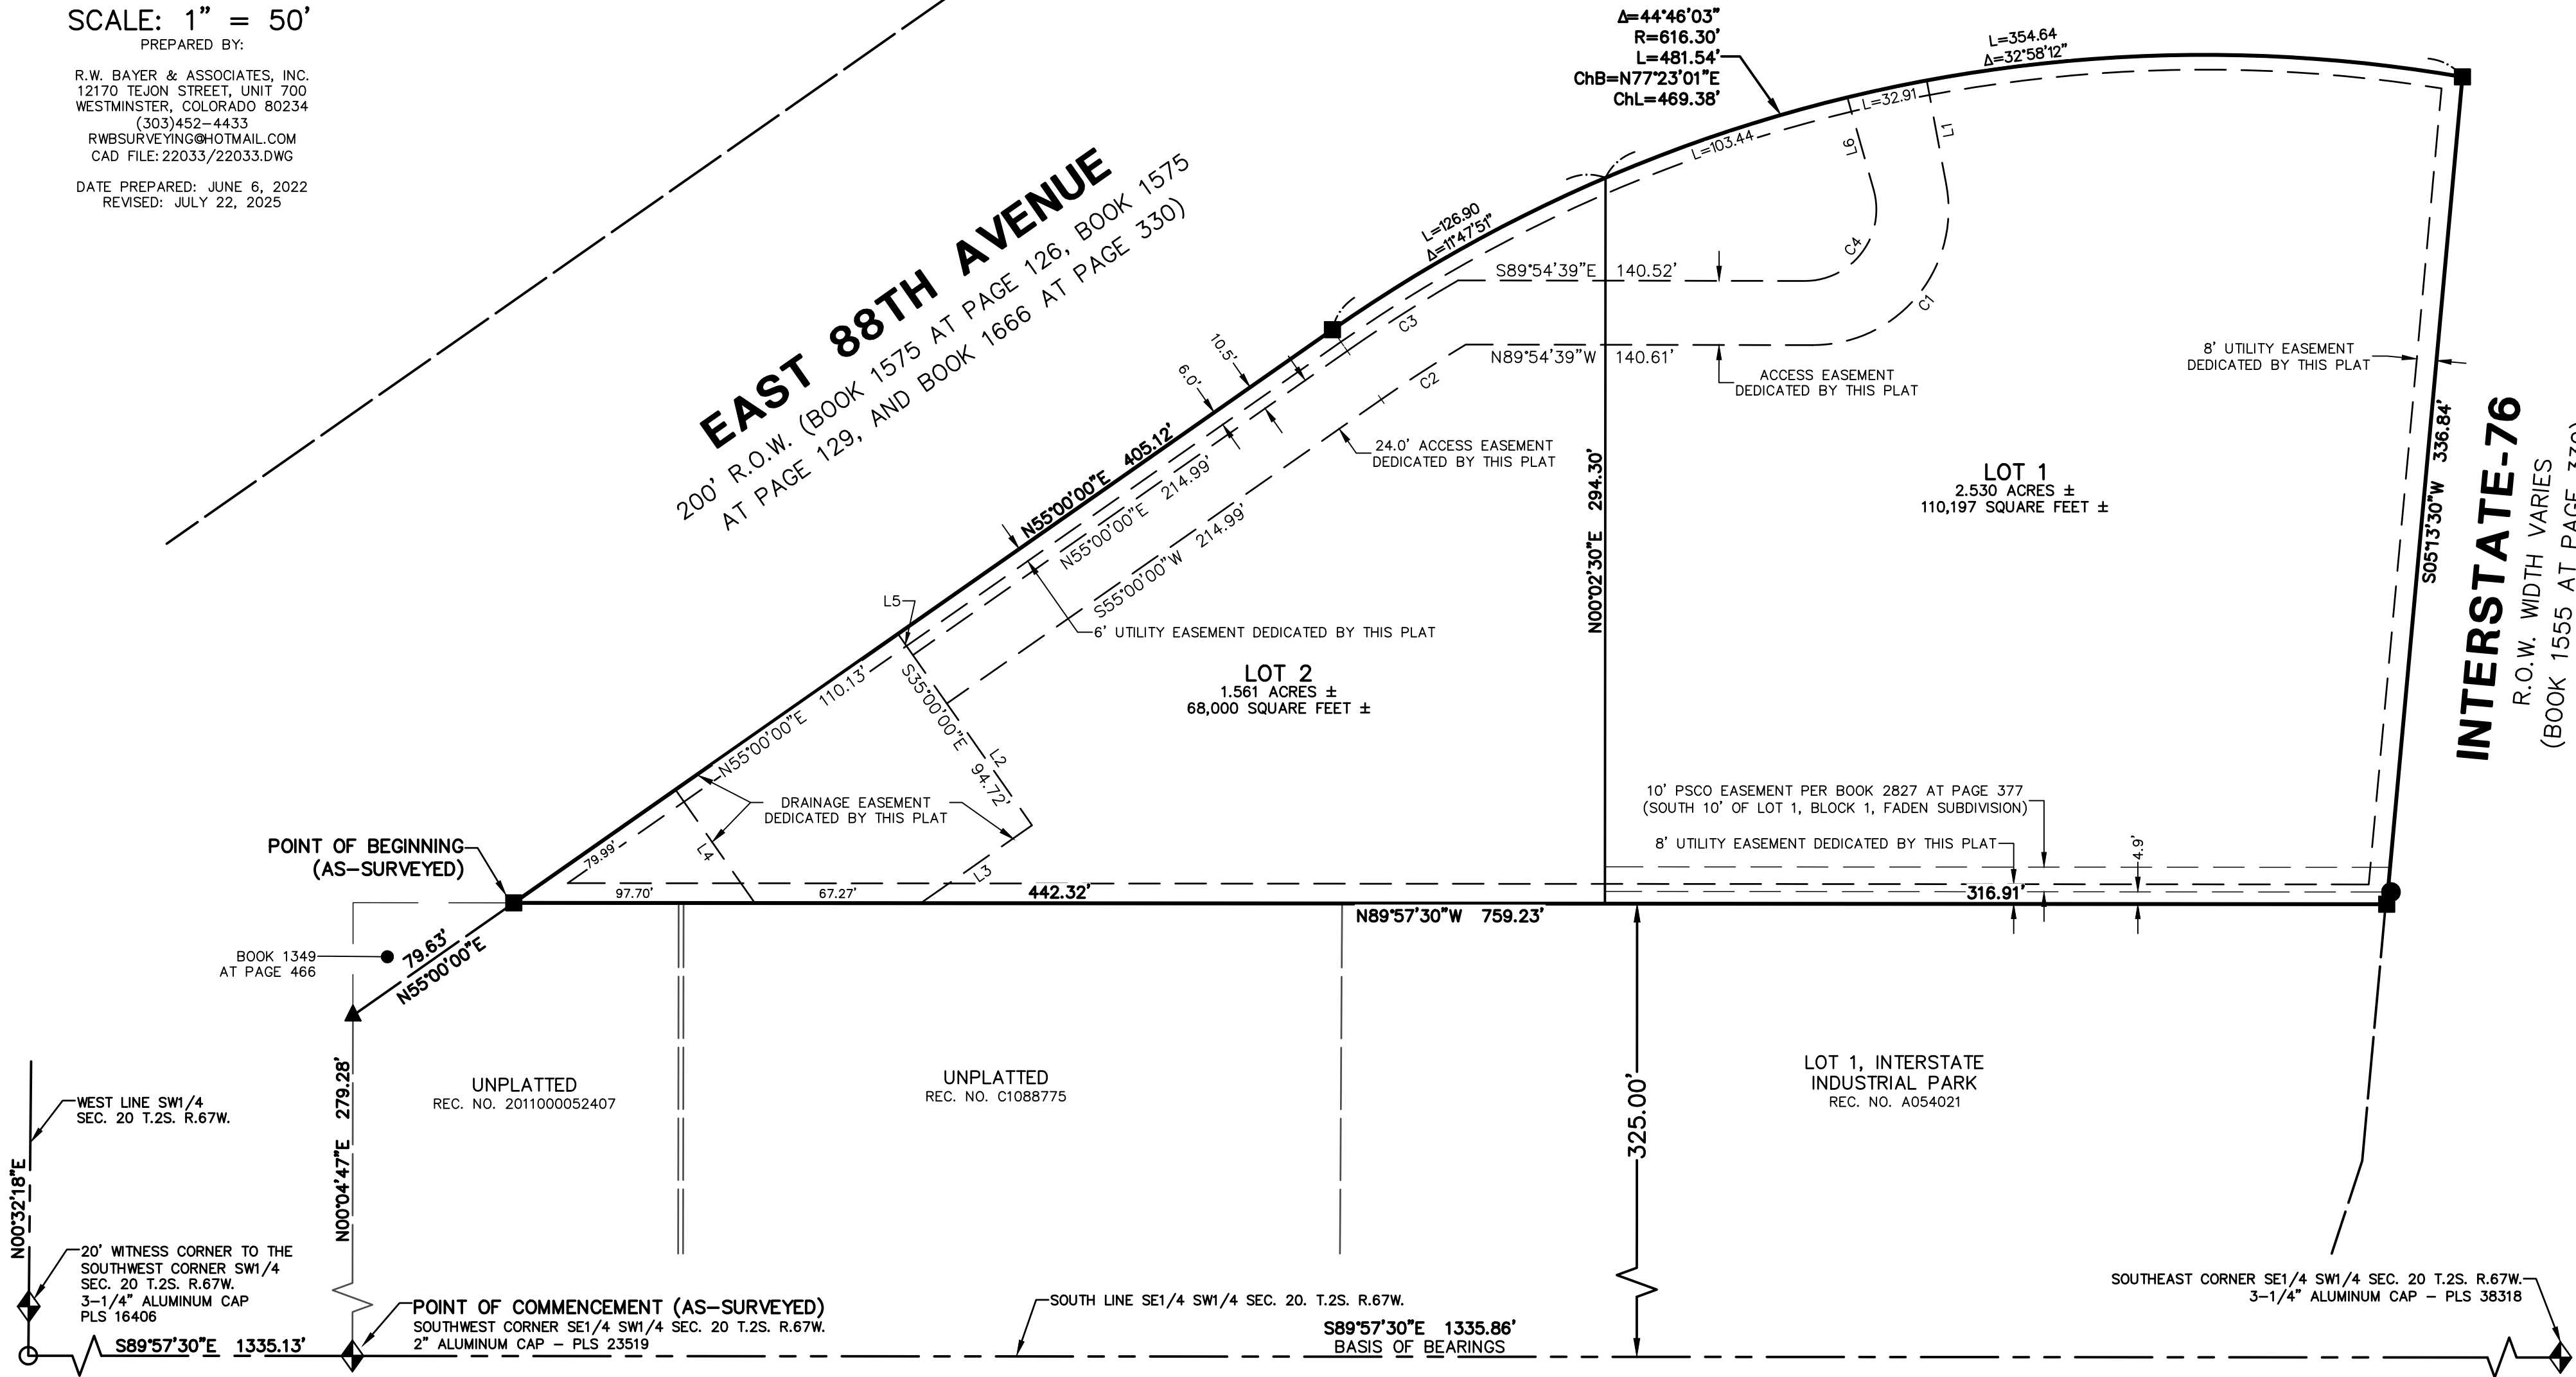 SCALE: 1" = 50'
PREPARED BY:
R.W. BAYER & ASSOCIATES, INC.
12170 TEJON STREET, UNIT 700
WESTMINSTER, COLORADO 80234
(303)452-4433
RWBSURVEYING@HOTMAIL.COM
CAD FILE: 22033/22033.DWG
DATE PREPARED: JUNE 6, 2022
REVISED: JULY 22, 2025
Δ=44°46'03"
R=616.30'
L=481.54'
ChB=N77°23'01"E
ChL=469.38'
L=354.64
Δ=32°58'12"
L=32.91
L=103.44
L6
L1
C4
C1
EAST 88TH AVENUE
200' R.O.W. (BOOK 1575 AT PAGE 126, BOOK 1575
AT PAGE 129, AND BOOK 1666 AT PAGE 330)
L=126.90
Δ=11°47'51"
S89°54'39"E 140.52'
N89°54'39"W 140.61'
C3
C2
10.5'
6.0'
ACCESS EASEMENT
DEDICATED BY THIS PLAT
8' UTILITY EASEMENT
DEDICATED BY THIS PLAT
24.0' ACCESS EASEMENT
DEDICATED BY THIS PLAT
N55°00'00"E 405.12'
N55°00'00"E 214.99'
S55°00'00"W 214.99'
N00°02'30"E 294.30'
LOT 1
2.530 ACRES ±
110,197 SQUARE FEET ±
S05°13'30"W 336.84'
INTERSTATE-76
R.O.W. WIDTH VARIES
(BOOK 1555 AT PAGE 330)
L5
6' UTILITY EASEMENT DEDICATED BY THIS PLAT
LOT 2
1.561 ACRES ±
68,000 SQUARE FEET ±
N55°00'00"E 110.13'
S35°00'00"E 94.72'
L2
DRAINAGE EASEMENT
DEDICATED BY THIS PLAT
L4
L3
79.99'
10' PSCO EASEMENT PER BOOK 2827 AT PAGE 377
(SOUTH 10' OF LOT 1, BLOCK 1, FADEN SUBDIVISION)
8' UTILITY EASEMENT DEDICATED BY THIS PLAT
4.9'
POINT OF BEGINNING
(AS-SURVEYED)
97.70'
67.27'
442.32'
316.91'
N89°57'30"W 759.23'
BOOK 1349
AT PAGE 466
79.63'
N55°00'00"E
N00°04'47"E 279.28'
325.00'
UNPLATTED
REC. NO. 2011000052407
UNPLATTED
REC. NO. C1088775
LOT 1, INTERSTATE
INDUSTRIAL PARK
REC. NO. A054021
WEST LINE SW1/4
SEC. 20 T.2S. R.67W.
N00°32'18"E
20' WITNESS CORNER TO THE
SOUTHWEST CORNER SW1/4
SEC. 20 T.2S. R.67W.
3-1/4" ALUMINUM CAP
PLS 16406
S89°57'30"E 1335.13'
POINT OF COMMENCEMENT (AS-SURVEYED)
SOUTHWEST CORNER SE1/4 SW1/4 SEC. 20 T.2S. R.67W.
2" ALUMINUM CAP - PLS 23519
SOUTH LINE SE1/4 SW1/4 SEC. 20. T.2S. R.67W.
S89°57'30"E 1335.86'
BASIS OF BEARINGS
SOUTHEAST CORNER SE1/4 SW1/4 SEC. 20 T.2S. R.67W.
3-1/4" ALUMINUM CAP - PLS 38318